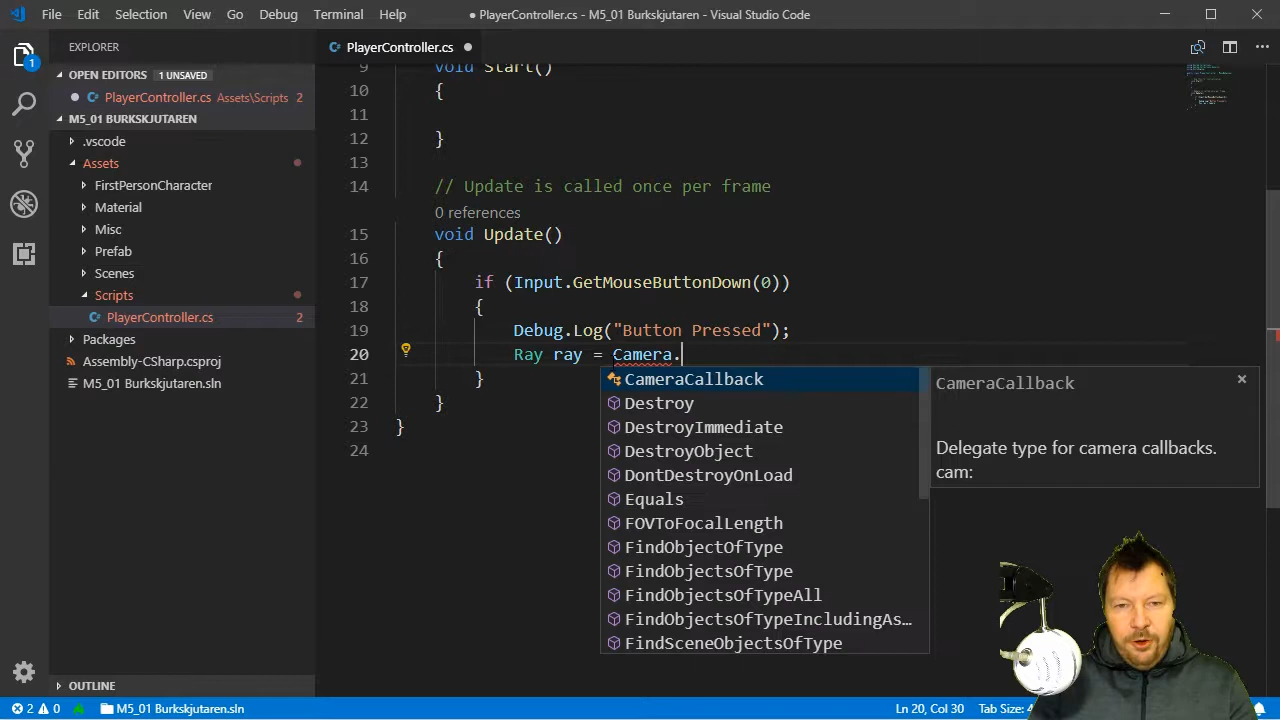 File Edit Selection View Go Debug Terminal Help
● PlayerController.cs - M5_01 Burkskjutaren - Visual Studio Code
EXPLORER
PlayerController.cs
OPEN EDITORS 1 UNSAVED
PlayerController.cs Assets\Scripts 2
M5_01 BURKSKJUTAREN
.vscode
Assets
FirstPersonCharacter
Material
Misc
Prefab
Scenes
Scripts
PlayerController.cs 2
Packages
Assembly-CSharp.csproj
M5_01 Burkskjutaren.sln
OUTLINE
1
9 void Start()
10 {
11
12 }
13
14 // Update is called once per frame
0 references
15 void Update()
16 {
17 if (Input.GetMouseButtonDown(0))
18 {
19 Debug.Log("Button Pressed");
20 Ray ray = Camera.
21 }
22 }
23 }
24
CameraCallback
Destroy
DestroyImmediate
DestroyObject
DontDestroyOnLoad
Equals
FOVToFocalLength
FindObjectOfType
FindObjectsOfType
FindObjectsOfTypeAll
FindObjectsOfTypeIncludingAs...
FindSceneObjectsOfType
CameraCallback
Delegate type for camera callbacks.
cam:
2 0 M5_01 Burkskjutaren.sln Ln 20, Col 30 Tab Size: 4